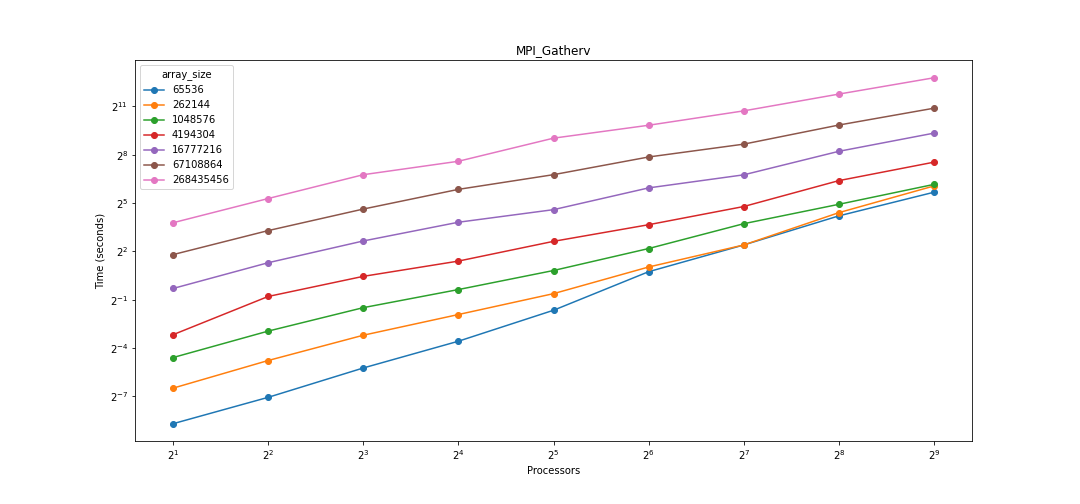 MPI_Gatherv
array_size
65536
262144
1048576
4194304
16777216
67108864
268435456
2¹¹
2⁸
2⁵
2²
2⁻¹
2⁻⁴
2⁻⁷
Time (seconds)
2¹ 2² 2³ 2⁴ 2⁵ 2⁶ 2⁷ 2⁸ 2⁹
Processors